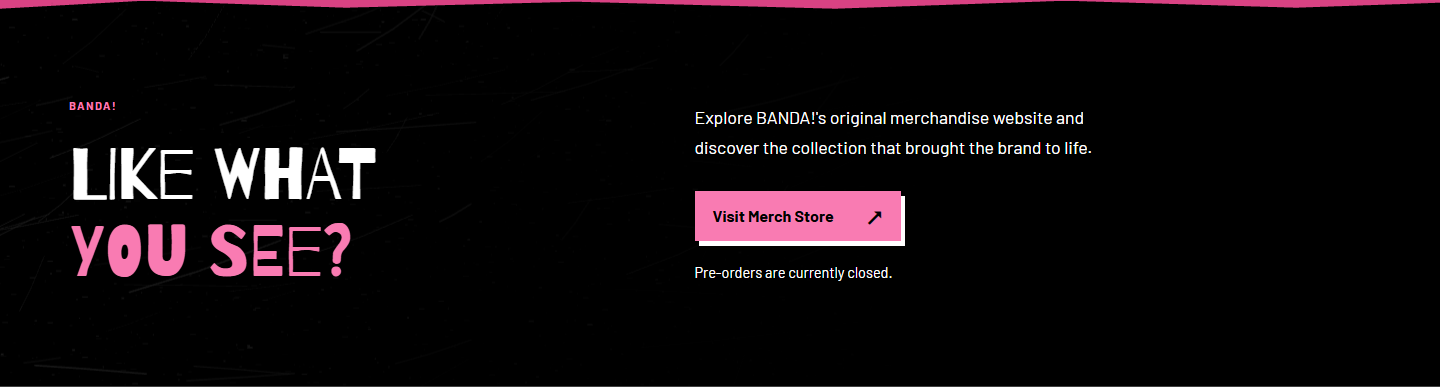 BANDA!
LIKE WHAT
YOU SEE?
Explore BANDA!'s original merchandise website and
discover the collection that brought the brand to life.
Visit Merch Store ↗
Pre-orders are currently closed.